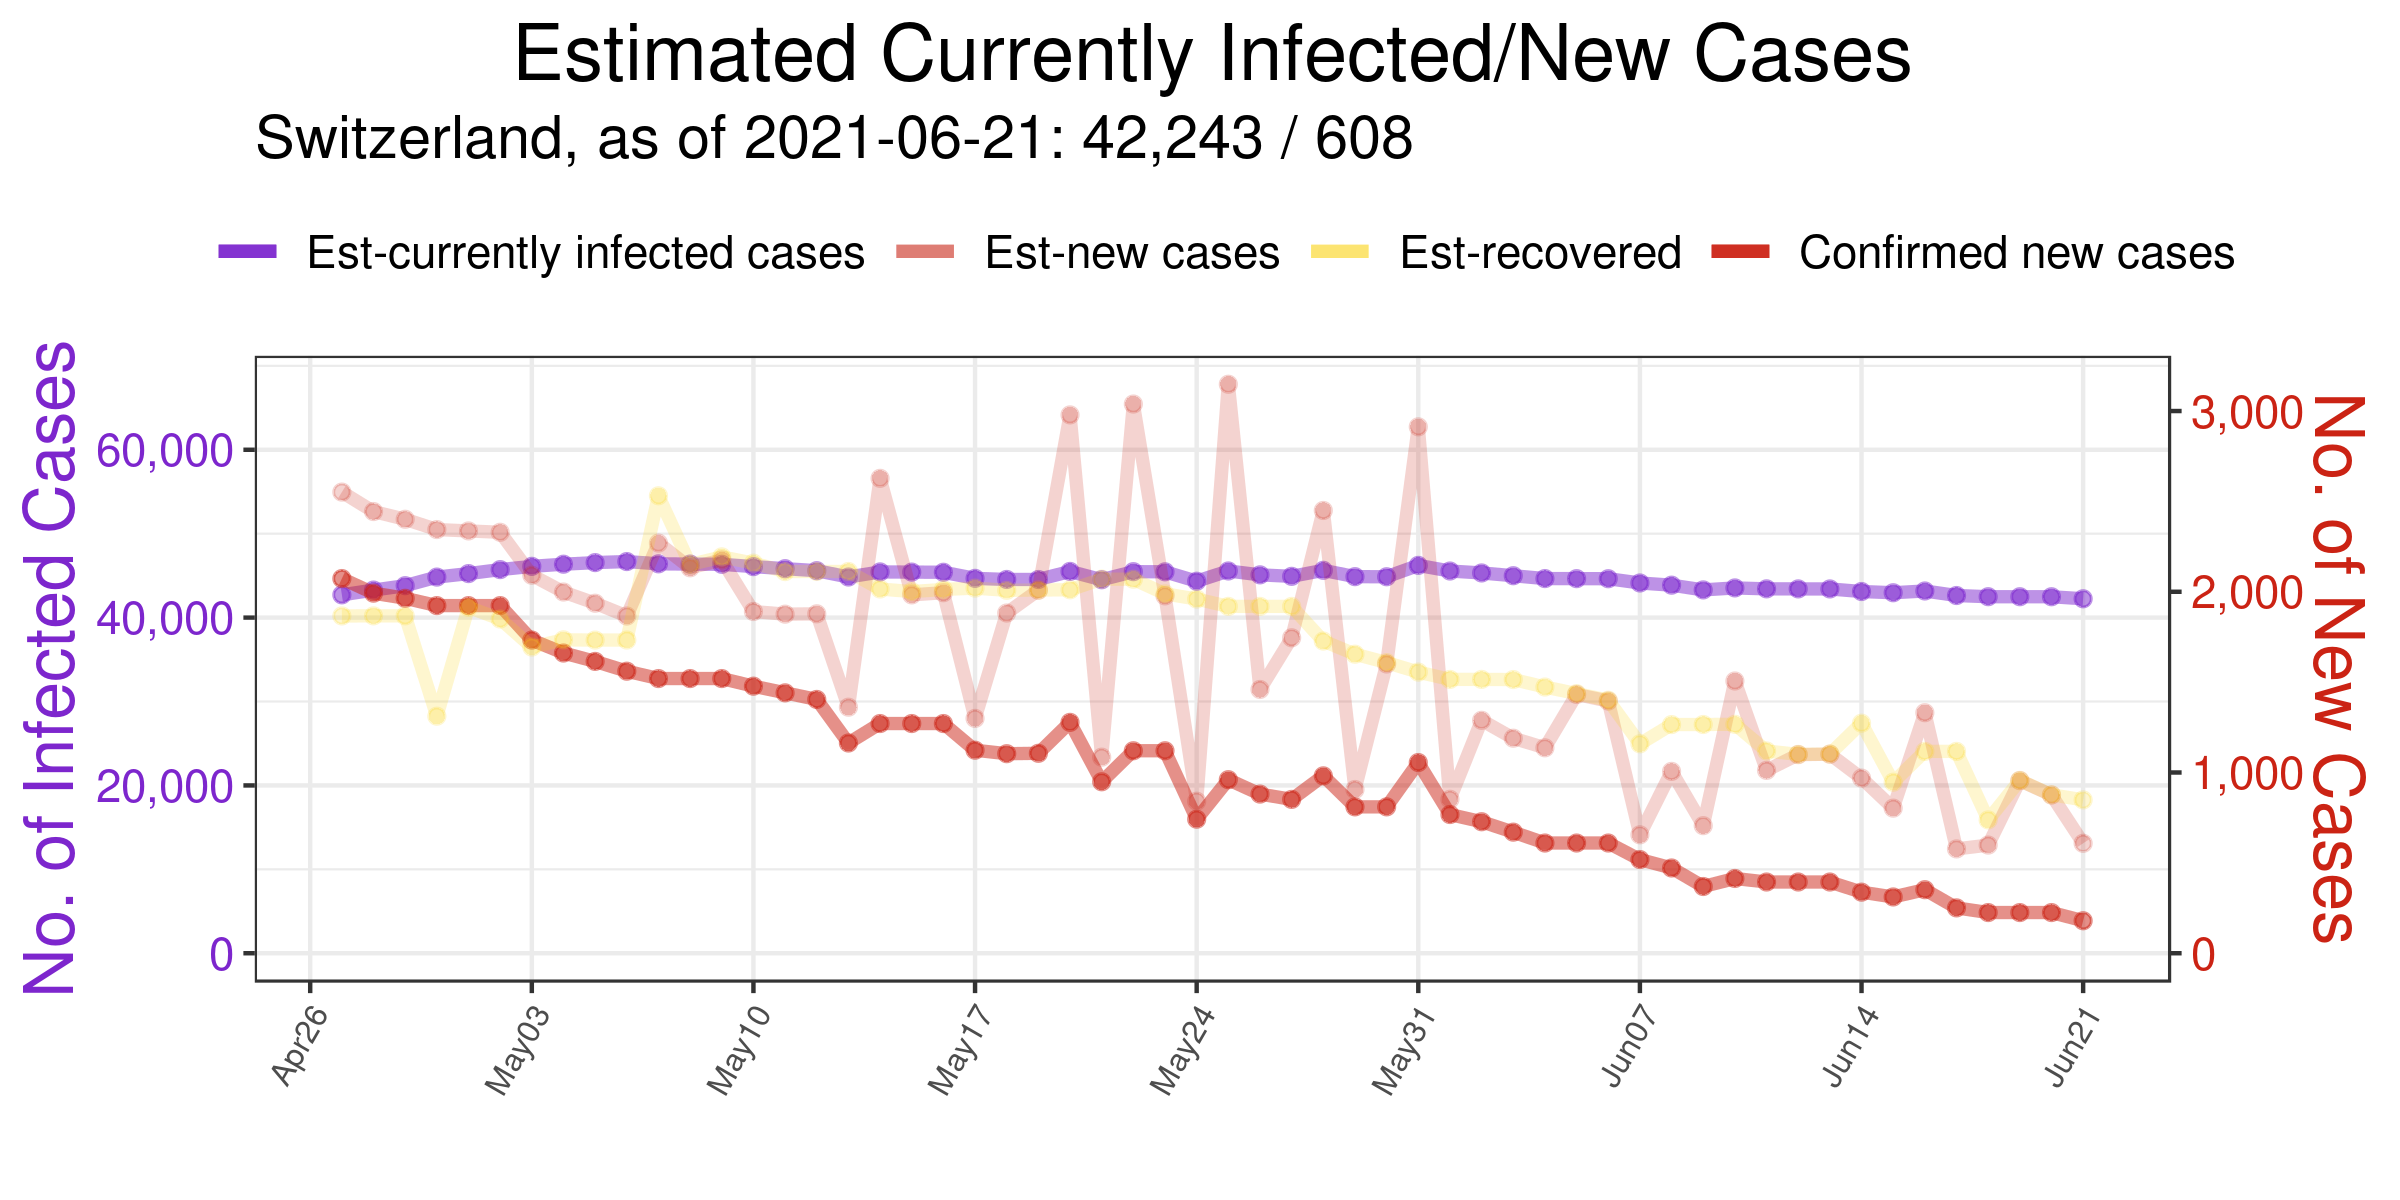 Estimated Currently Infected/New Cases
Switzerland, as of 2021-06-21: 42,243 / 608
Est-currently infected cases Est-new cases Est-recovered Confirmed new cases
No. of Infected Cases
60,000
40,000
20,000
0
3,000
2,000
1,000
0
No. of New Cases
Apr26 May03 May10 May17 May24 May31 Jun07 Jun14 Jun21